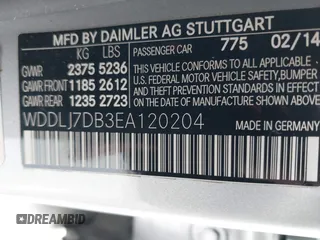 MFD BY DAIMLER AG STUTTGART
KG LBS PASSENGER CAR 775 02/14
GVWR 2375 5236 THIS VEHICLE CONFORMS TO ALL
GAWR FRONT 1185 2612 U.S. FEDERAL MOTOR VEHICLE
GAWR REAR 1235 2723 SAFETY, BUMPER, AND THEFT
PREVENTION STANDARDS IN
EFFECT ON THE DATE OF
MANUFACTURE SHOWN ABOVE
WDDLJ7DB3EA120204
MADE IN GERMANY
DREAMBID